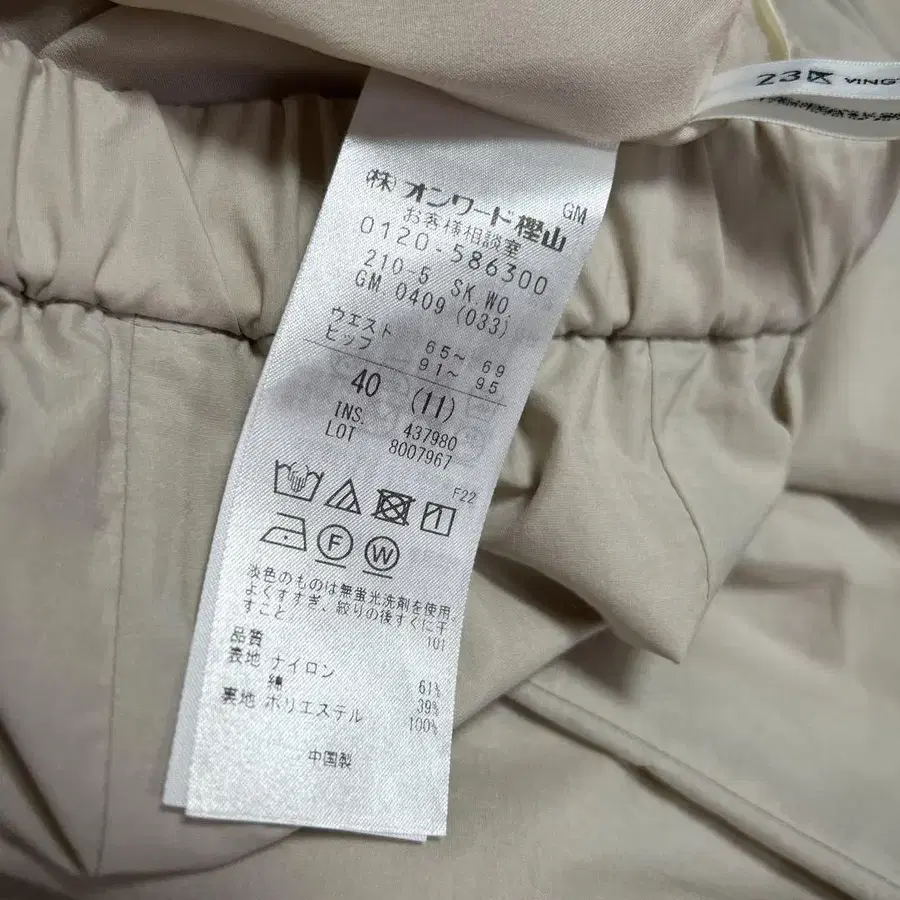 23区 VINGT
GM
(株)オンワード樫山
お客様相談室
0120-586300
210-5 SK.WO.
GM 0409 (033)
ウエスト 65~ 69
ヒップ 91~ 95
40 (11)
INS. 437980
LOT 8007967
F22
F W
淡色のものは無蛍光洗剤を使用
よくすすぎ、絞りの後すぐに干
すこと
101
品質
表地 ナイロン 61%
綿 39%
裏地 ポリエステル 100%
中国製